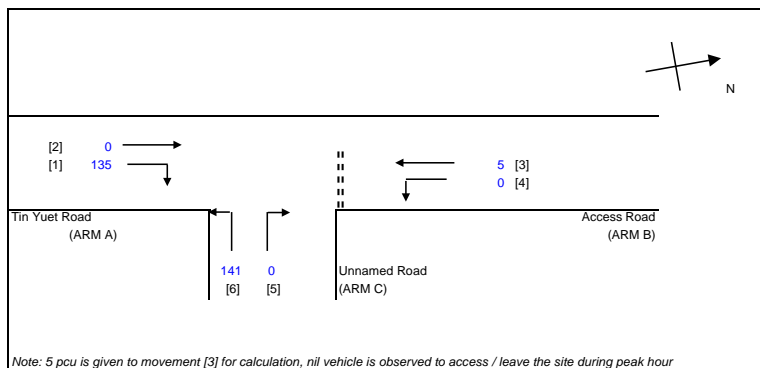 N
[2] 0
[1] 135
5 [3]
0 [4]
Tin Yuet Road
(ARM A)
Access Road
(ARM B)
141 0
[6] [5]
Unnamed Road
(ARM C)
Note: 5 pcu is given to movement [3] for calculation, nil vehicle is observed to access / leave the site during peak hour